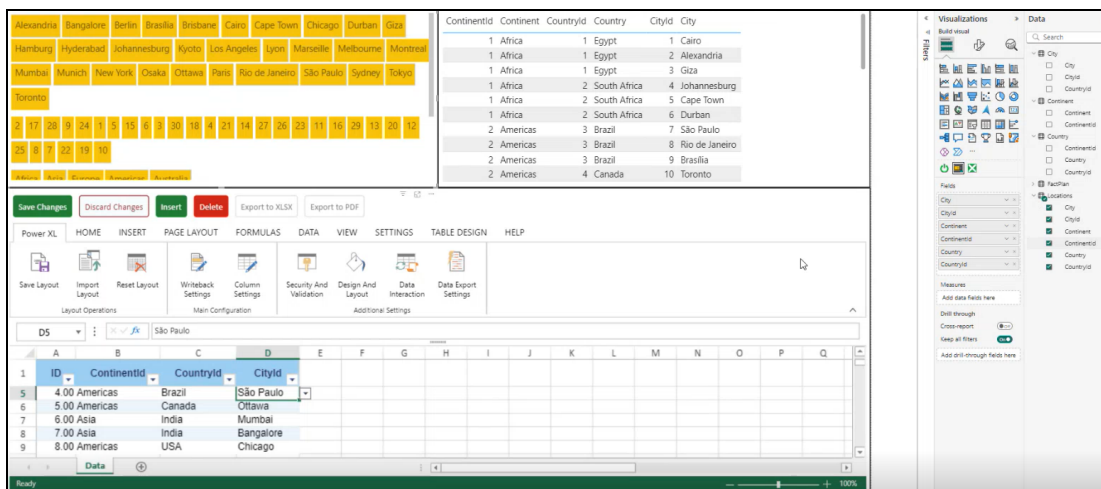 Alexandria Bangalore Berlin Brasília Brisbane Cairo Cape Town Chicago Durban Giza
Hamburg Hyderabad Johannesburg Kyoto Los Angeles Lyon Marseille Melbourne Montreal
Mumbai Munich New York Osaka Ottawa Paris Rio de Janeiro São Paulo Sydney Tokyo
Toronto
2 17 28 9 24 1 5 15 6 3 30 18 4 21 14 27 26 23 11 16 29 13 20 12
25 8 7 22 19 10
Africa Asia Europe Americas Australia
ContinentId Continent CountryId Country CityId City
1 Africa 1 Egypt 1 Cairo
1 Africa 1 Egypt 2 Alexandria
1 Africa 1 Egypt 3 Giza
1 Africa 2 South Africa 4 Johannesburg
1 Africa 2 South Africa 5 Cape Town
1 Africa 2 South Africa 6 Durban
2 Americas 3 Brazil 7 São Paulo
2 Americas 3 Brazil 8 Rio de Janeiro
2 Americas 3 Brazil 9 Brasília
2 Americas 4 Canada 10 Toronto
Save Changes Discard Changes Insert Delete Export to XLSX Export to PDF
Power XL HOME INSERT PAGE LAYOUT FORMULAS DATA VIEW SETTINGS TABLE DESIGN HELP
Save Layout Import Layout Reset Layout Writeback Settings Column Settings Security And Validation Design And Layout Data Interaction Data Export Settings
Layout Operations Main Configuration Additional Settings
D5 fx São Paulo
A B C D E F G H I J K L M N O P Q
1 ID ContinentId CountryId CityId
5 4.00 Americas Brazil São Paulo
6 5.00 Americas Canada Ottawa
7 6.00 Asia India Mumbai
8 7.00 Asia India Bangalore
9 8.00 Americas USA Chicago
Data
Ready 100%
Filters
Visualizations
Build visual
Fields
City
CityId
Continent
ContinentId
Country
CountryId
Measures
Add data fields here
Drill through
Cross-report
Keep all filters
Add drill-through fields here
Data
Search
City
City
CityId
CountryId
Continent
Continent
ContinentId
Country
ContinentId
Country
CountryId
FactPlan
Locations
City
CityId
Continent
ContinentId
Country
CountryId